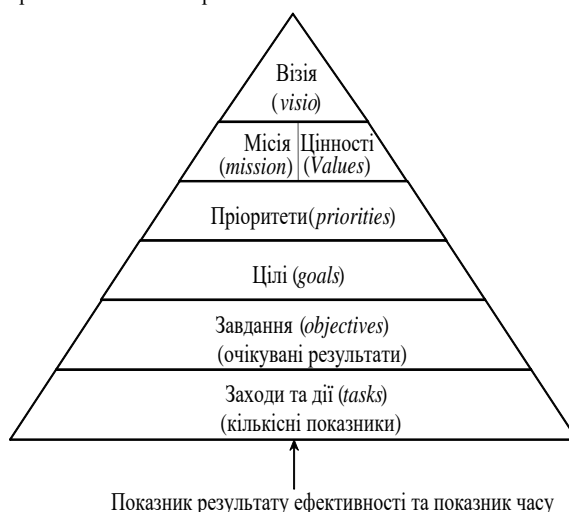 Візія
(visio)
Місія
(mission)
Цінності
(Values)
Пріоритети(priorities)
Цілі (goals)
Завдання (objectives)
(очікувані результати)
Заходи та дії (tasks)
(кількісні показники)
Показник результату ефективності та показник часу